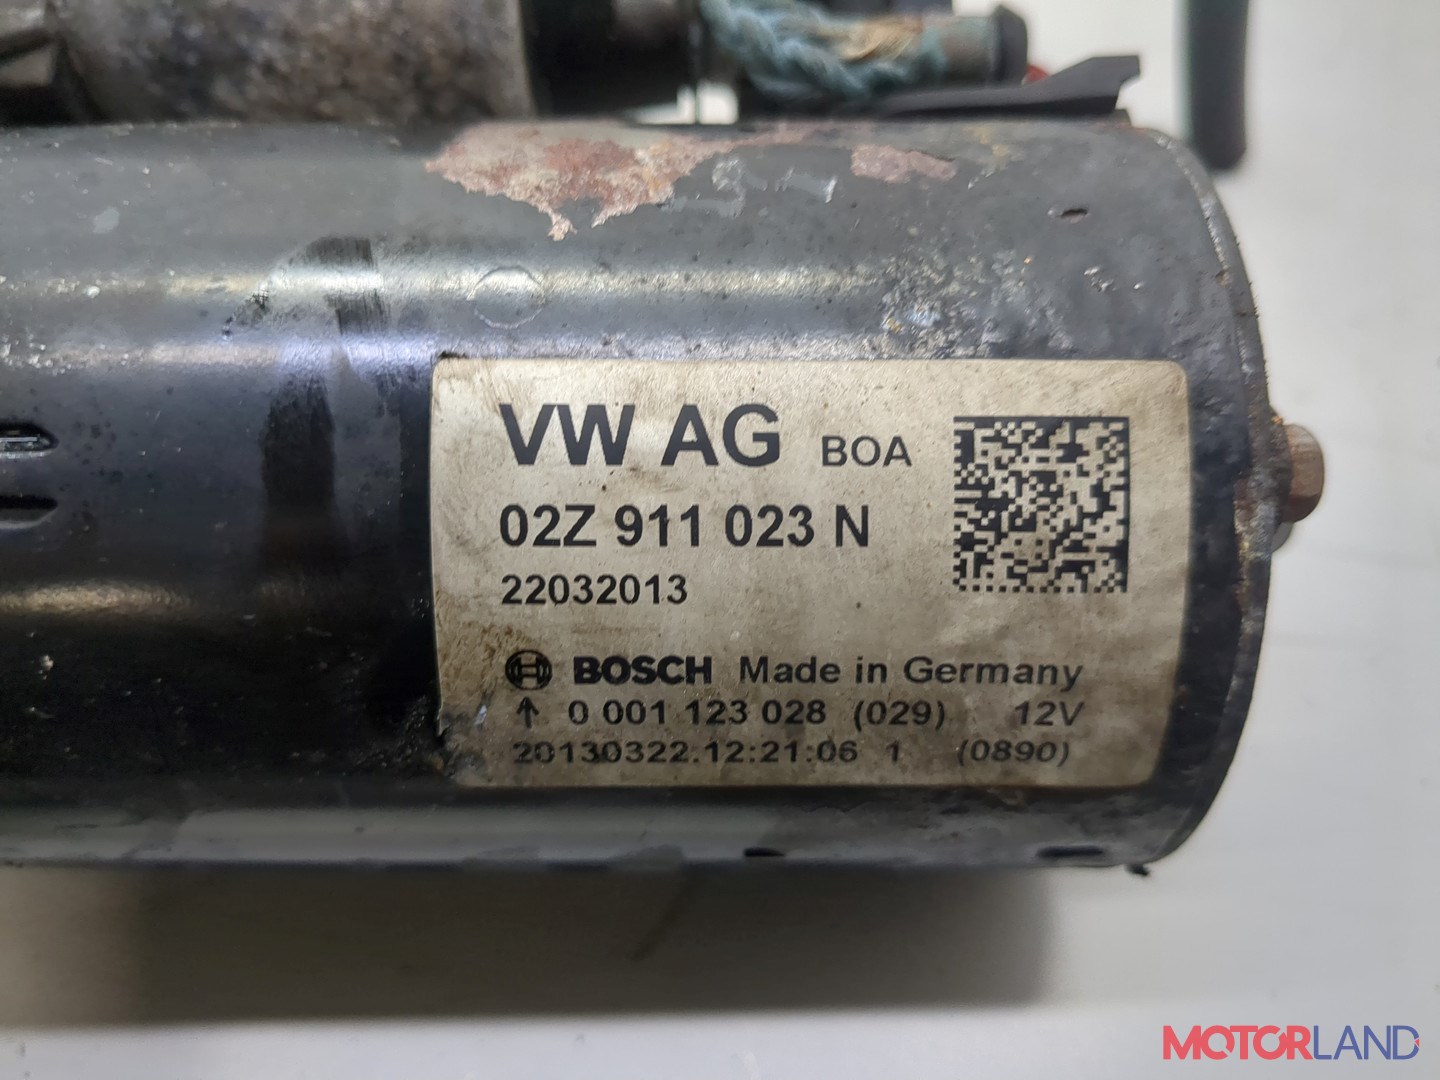 VW AG BOA
02Z 911 023 N
22032013
BOSCH Made in Germany
↑ 0 001 123 028 (029) 12V
20130322.12:21:06 1 (0890)
MOTORLAND